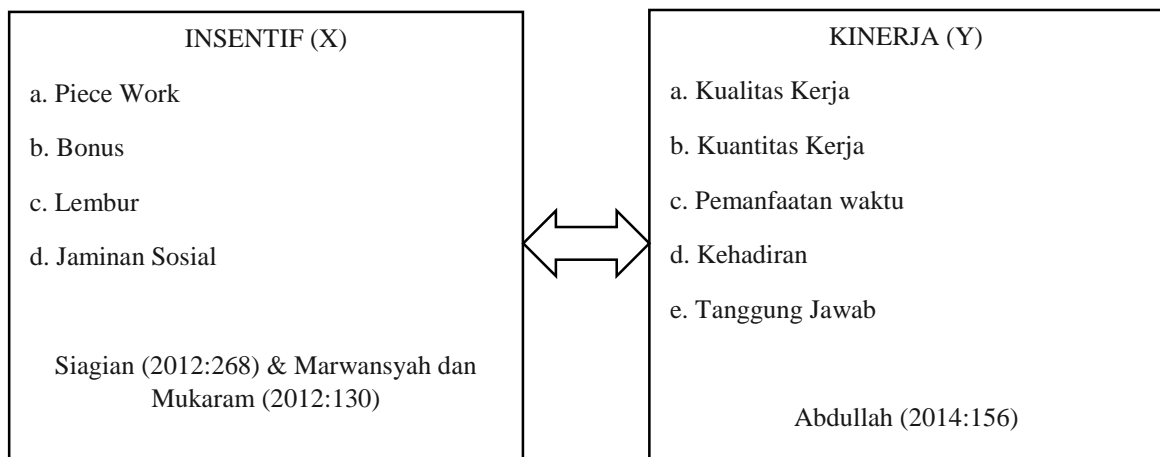 INSENTIF (X)
a. Piece Work
b. Bonus
c. Lembur
d. Jaminan Sosial
Siagian (2012:268) & Marwansyah dan
Mukaram (2012:130)
KINERJA (Y)
a. Kualitas Kerja
b. Kuantitas Kerja
c. Pemanfaatan waktu
d. Kehadiran
e. Tanggung Jawab
Abdullah (2014:156)